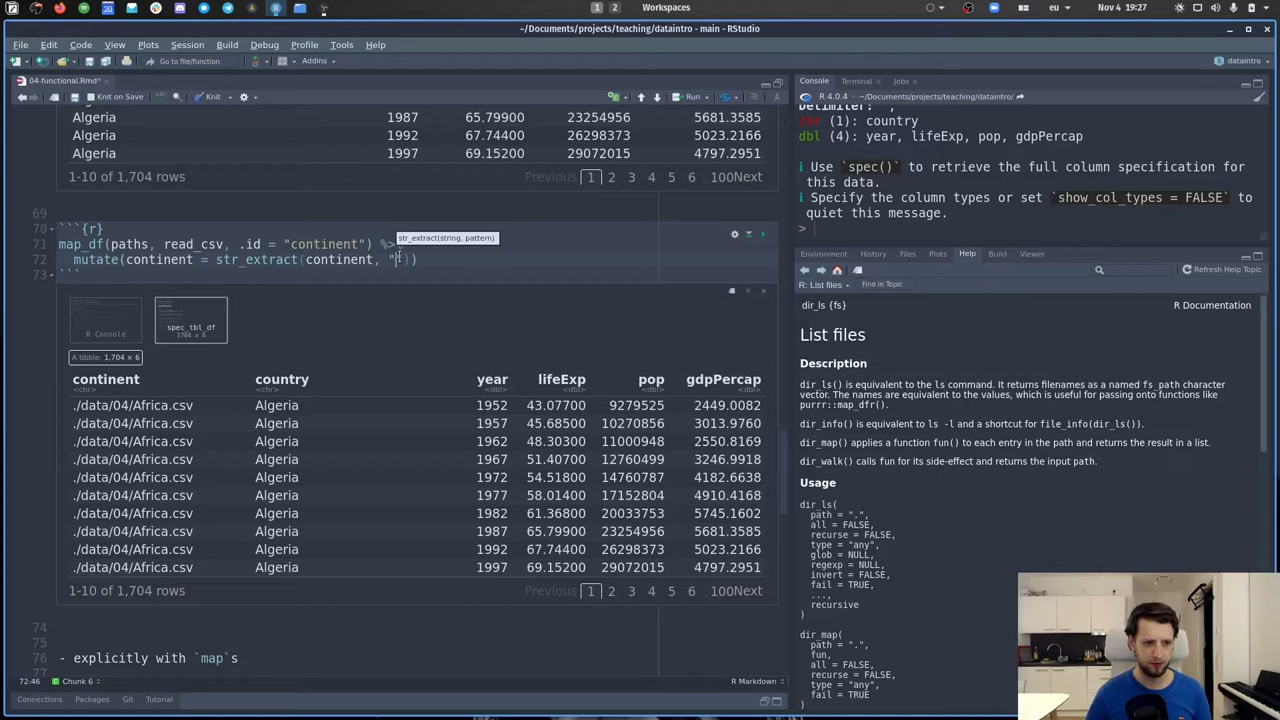 1 2 Workspaces eu Nov 4 19:27
~/Documents/projects/teaching/dataintro - main - RStudio
File Edit Code View Plots Session Build Debug Profile Tools Help
Go to file/function Addins dataintro
04-functional.Rmd*
Knit on Save Knit Run
Algeria 1987 65.79900 23254956 5681.3585
Algeria 1992 67.74400 26298373 5023.2166
Algeria 1997 69.15200 29072015 4797.2951
1-10 of 1,704 rows Previous 1 2 3 4 5 6 ... 100 Next
69
70 ```{r}
71 map_df(paths, read_csv, .id = "continent") %>%
str_extract(string, pattern)
72 mutate(continent = str_extract(continent, ""))
73 ```
R Console
spec_tbl_df
1704 x 6
A tibble: 1,704 × 6
continent country year lifeExp pop gdpPercap
<chr> <chr> <dbl> <dbl> <dbl> <dbl>
./data/04/Africa.csv Algeria 1952 43.07700 9279525 2449.0082
./data/04/Africa.csv Algeria 1957 45.68500 10270856 3013.9760
./data/04/Africa.csv Algeria 1962 48.30300 11000948 2550.8169
./data/04/Africa.csv Algeria 1967 51.40700 12760499 3246.9918
./data/04/Africa.csv Algeria 1972 54.51800 14760787 4182.6638
./data/04/Africa.csv Algeria 1977 58.01400 17152804 4910.4168
./data/04/Africa.csv Algeria 1982 61.36800 20033753 5745.1602
./data/04/Africa.csv Algeria 1987 65.79900 23254956 5681.3585
./data/04/Africa.csv Algeria 1992 67.74400 26298373 5023.2166
./data/04/Africa.csv Algeria 1997 69.15200 29072015 4797.2951
1-10 of 1,704 rows Previous 1 2 3 4 5 6 ... 100 Next
74
75
76 - explicitly with `map`s
77
72:46 Chunk 6 R Markdown
Console Terminal Jobs
R 4.0.4 · ~/Documents/projects/teaching/dataintro/
Delimiter: ","
chr (1): country
dbl (4): year, lifeExp, pop, gdpPercap
ℹ Use `spec()` to retrieve the full column specification for
this data.
ℹ Specify the column types or set `show_col_types = FALSE` to
quiet this message.
>
Environment History Files Plots Connections Help Build Viewer
Refresh Help Topic
R: List files Find in Topic
dir_ls {fs} R Documentation
List files
Description
dir_ls() is equivalent to the ls command. It returns filenames as a named fs_path character
vector. The names are equivalent to the values, which is useful for passing onto functions like
purrr::map_dfr().
dir_info() is equivalent to ls -l and a shortcut for file_info(dir_ls()).
dir_map() applies a function fun() to each entry in the path and returns the result in a list.
dir_walk() calls fun for its side-effect and returns the input path.
Usage
dir_ls(
path = ".",
all = FALSE,
recurse = FALSE,
type = "any",
glob = NULL,
regexp = NULL,
invert = FALSE,
fail = TRUE,
...,
recursive
)
dir_map(
path = ".",
fun,
all = FALSE,
recurse = FALSE,
type = "any",
fail = TRUE
)
Connections Packages Git Tutorial